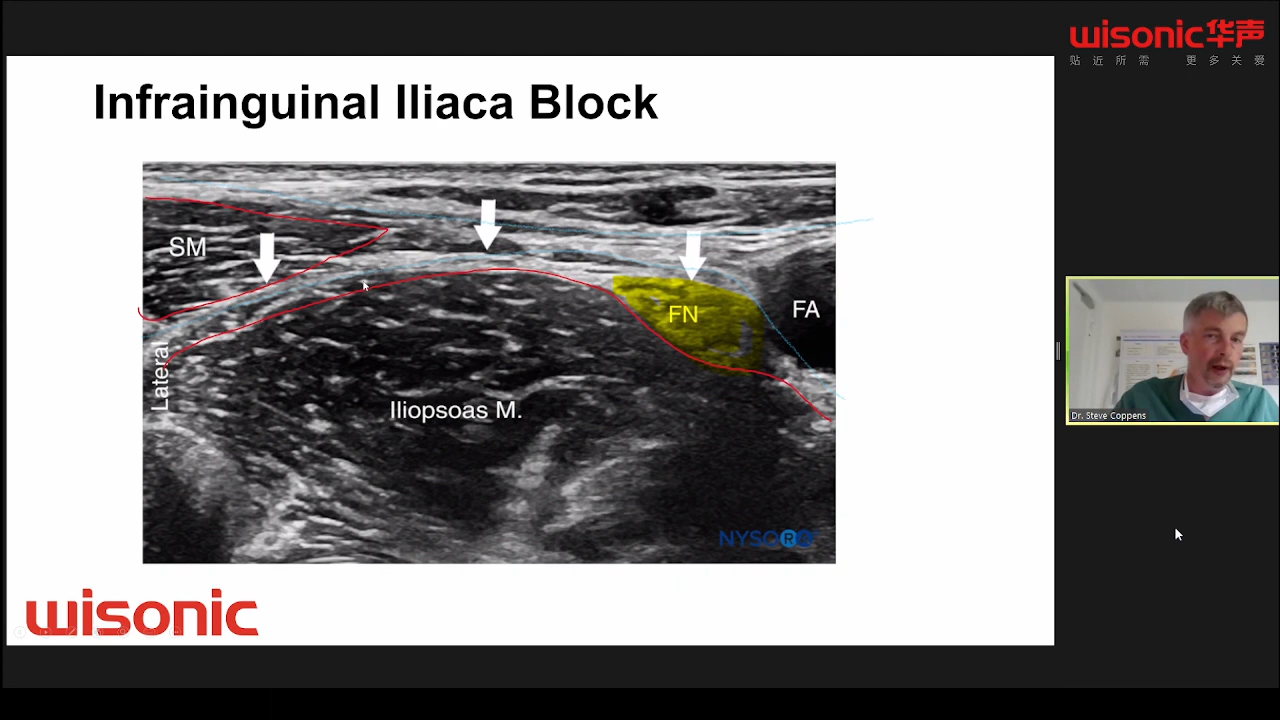 wisonic华声
贴近所需 更多关爱
Infrainguinal Iliaca Block
SM
FN
FA
Lateral
Iliopsoas M.
NYSORA
Dr. Steve Coppens
wisonic